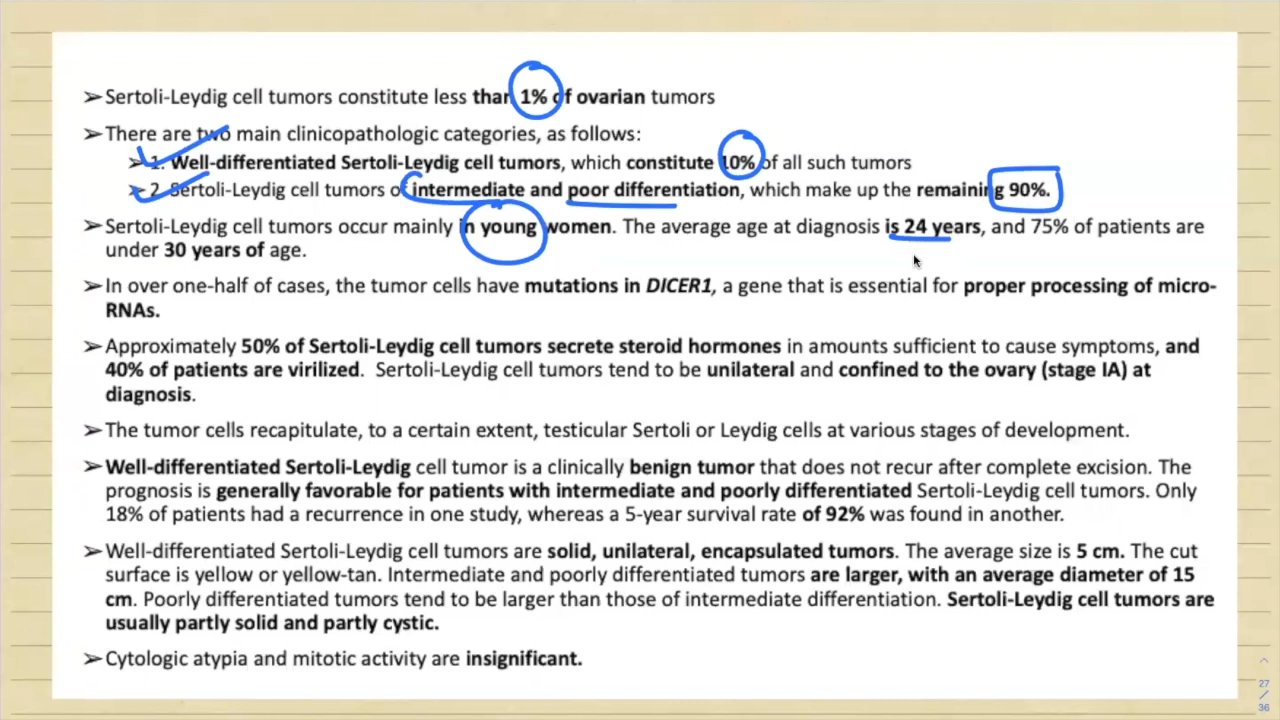 ➢Sertoli-Leydig cell tumors constitute less than 1% of ovarian tumors
➢There are two main clinicopathologic categories, as follows:
➢1. Well-differentiated Sertoli-Leydig cell tumors, which constitute 10% of all such tumors
➢2. Sertoli-Leydig cell tumors of intermediate and poor differentiation, which make up the remaining 90%.
➢Sertoli-Leydig cell tumors occur mainly in young women. The average age at diagnosis is 24 years, and 75% of patients are
under 30 years of age.
➢In over one-half of cases, the tumor cells have mutations in DICER1, a gene that is essential for proper processing of micro-
RNAs.
➢Approximately 50% of Sertoli-Leydig cell tumors secrete steroid hormones in amounts sufficient to cause symptoms, and
40% of patients are virilized. Sertoli-Leydig cell tumors tend to be unilateral and confined to the ovary (stage IA) at
diagnosis.
➢The tumor cells recapitulate, to a certain extent, testicular Sertoli or Leydig cells at various stages of development.
➢Well-differentiated Sertoli-Leydig cell tumor is a clinically benign tumor that does not recur after complete excision. The
prognosis is generally favorable for patients with intermediate and poorly differentiated Sertoli-Leydig cell tumors. Only
18% of patients had a recurrence in one study, whereas a 5-year survival rate of 92% was found in another.
➢Well-differentiated Sertoli-Leydig cell tumors are solid, unilateral, encapsulated tumors. The average size is 5 cm. The cut
surface is yellow or yellow-tan. Intermediate and poorly differentiated tumors are larger, with an average diameter of 15
cm. Poorly differentiated tumors tend to be larger than those of intermediate differentiation. Sertoli-Leydig cell tumors are
usually partly solid and partly cystic.
➢Cytologic atypia and mitotic activity are insignificant.
27
/
36